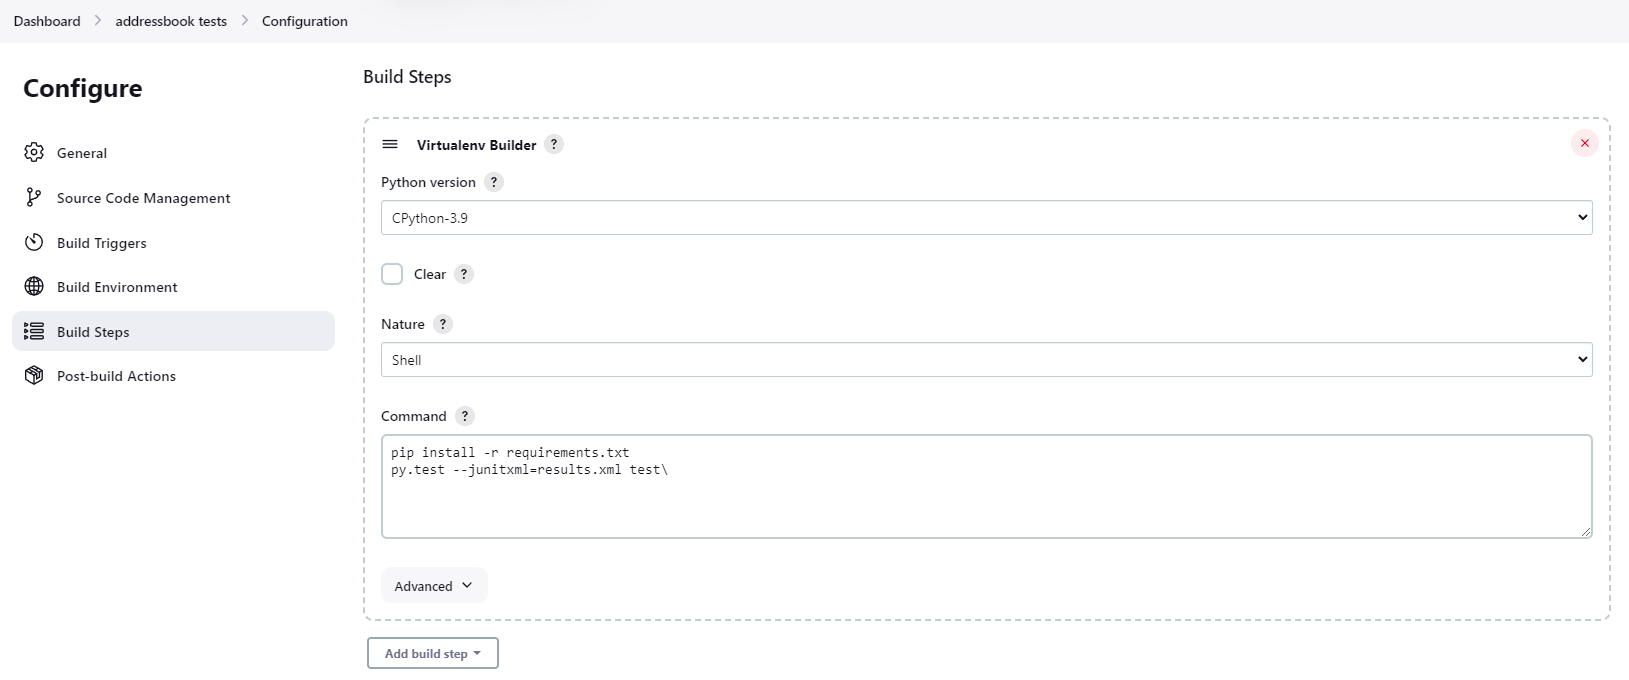 Dashboard > addressbook tests > Configuration
Configure
General
Source Code Management
Build Triggers
Build Environment
Build Steps
Post-build Actions
Build Steps
Virtualenv Builder ?
Python version ?
CPython-3.9
Clear ?
Nature ?
Shell
Command ?
pip install -r requirements.txt
py.test --junitxml=results.xml test\
Advanced
Add build step